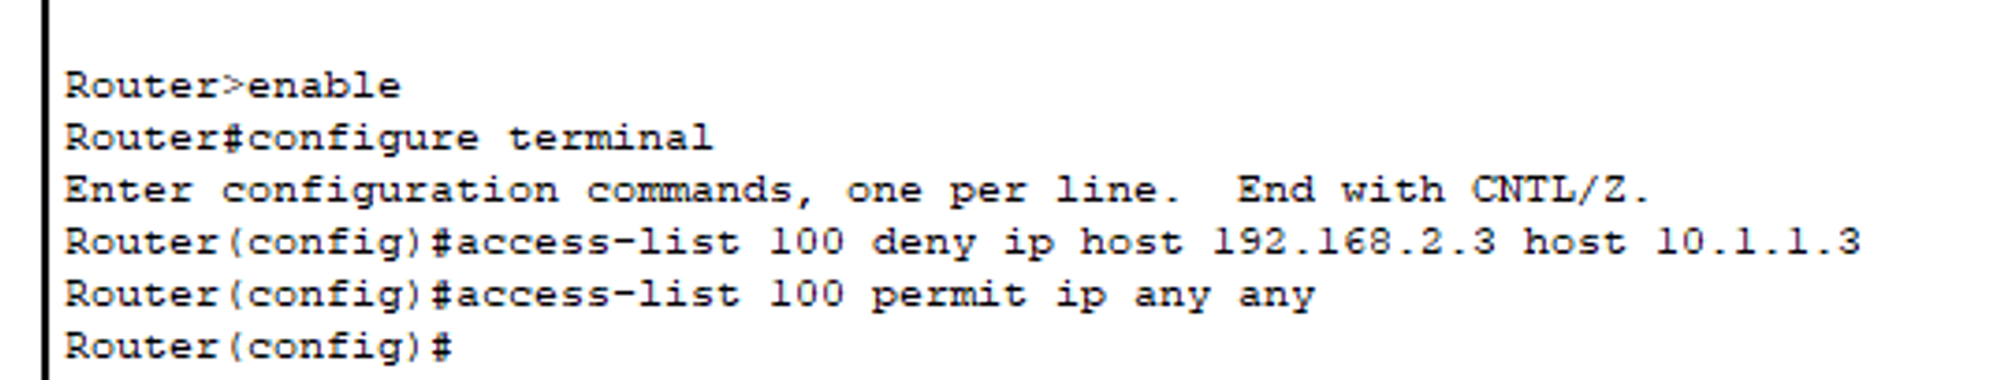 Router>enable
Router#configure terminal
Enter configuration commands, one per line.  End with CNTL/Z.
Router(config)#access-list 100 deny ip host 192.168.2.3 host 10.1.1.3
Router(config)#access-list 100 permit ip any any
Router(config)#